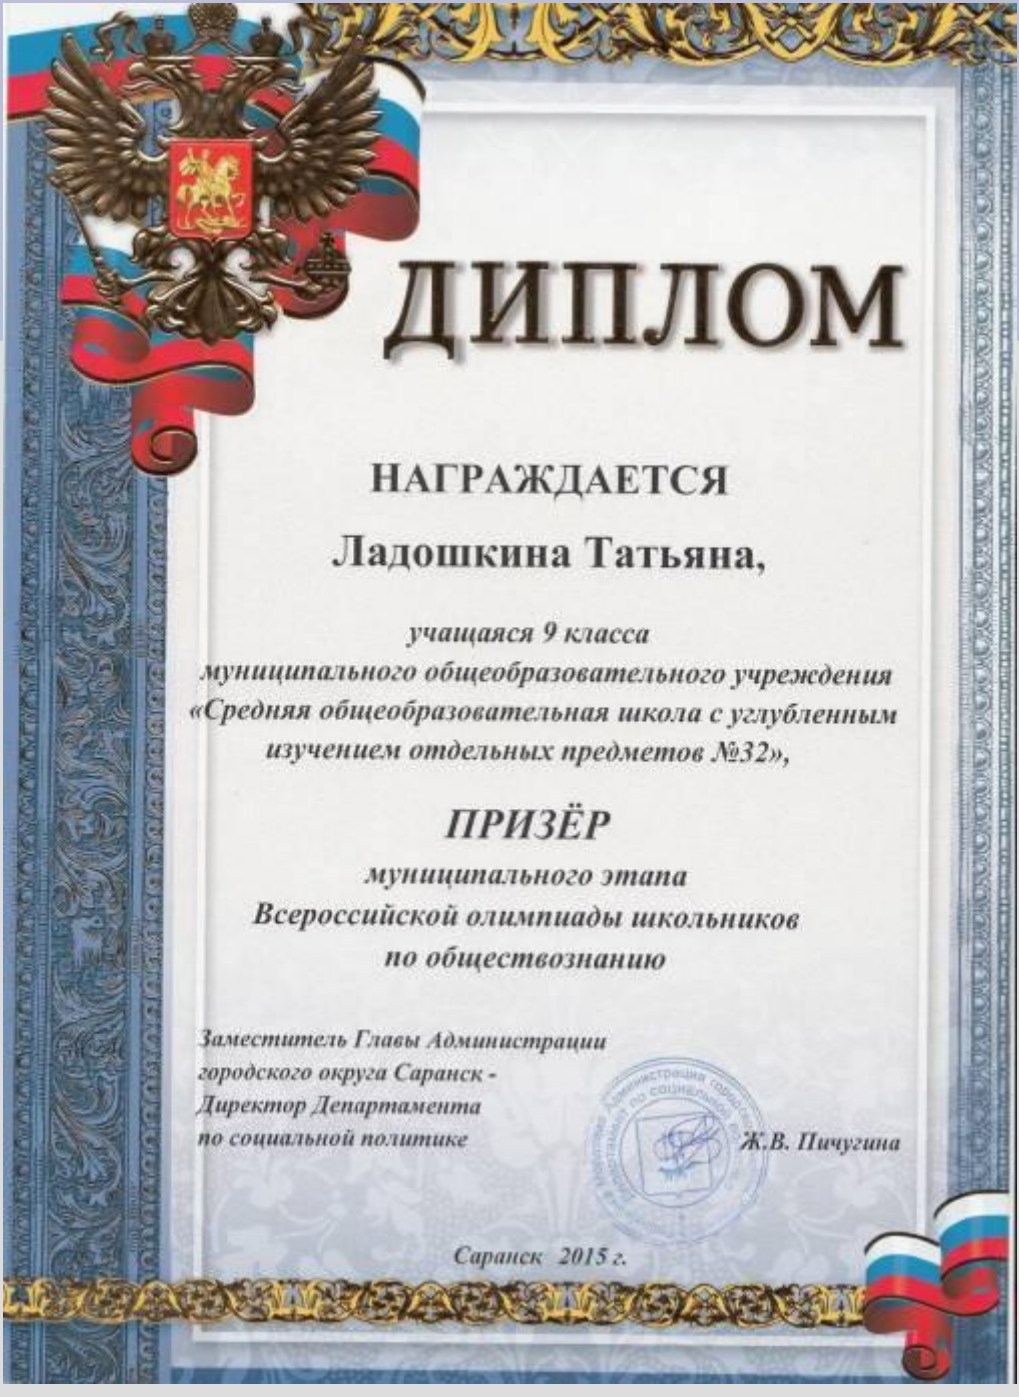 ДИПЛОМ
НАГРАЖДАЕТСЯ
Ладошкина Татьяна,
учащаяся 9 класса
муниципального общеобразовательного учреждения
«Средняя общеобразовательная школа с углубленным
изучением отдельных предметов №32»,
ПРИЗЁР
муниципального этапа
Всероссийской олимпиады школьников
по обществознанию
Заместитель Главы Администрации
городского округа Саранск -
Директор Департамента
по социальной политике
Ж.В. Пичугина
Саранск 2015 г.